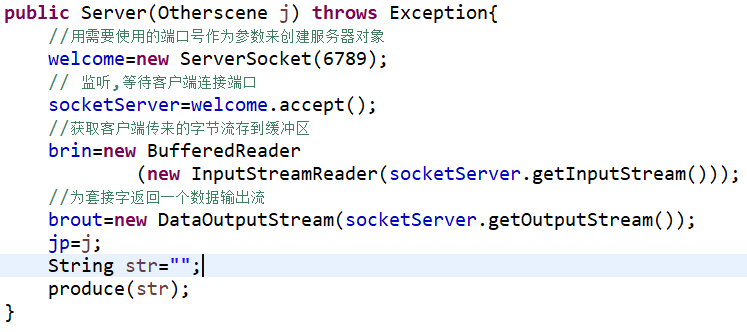 public Server(Otherscene j) throws Exception{
//用需要使用的端口号作为参数来创建服务器对象
welcome=new ServerSocket(6789);
// 监听,等待客户端连接端口
socketServer=welcome.accept();
//获取客户端传来的字节流存到缓冲区
brin=new BufferedReader
(new InputStreamReader(socketServer.getInputStream()));
//为套接字返回一个数据输出流
brout=new DataOutputStream(socketServer.getOutputStream());
jp=j;
String str="";
produce(str);
}